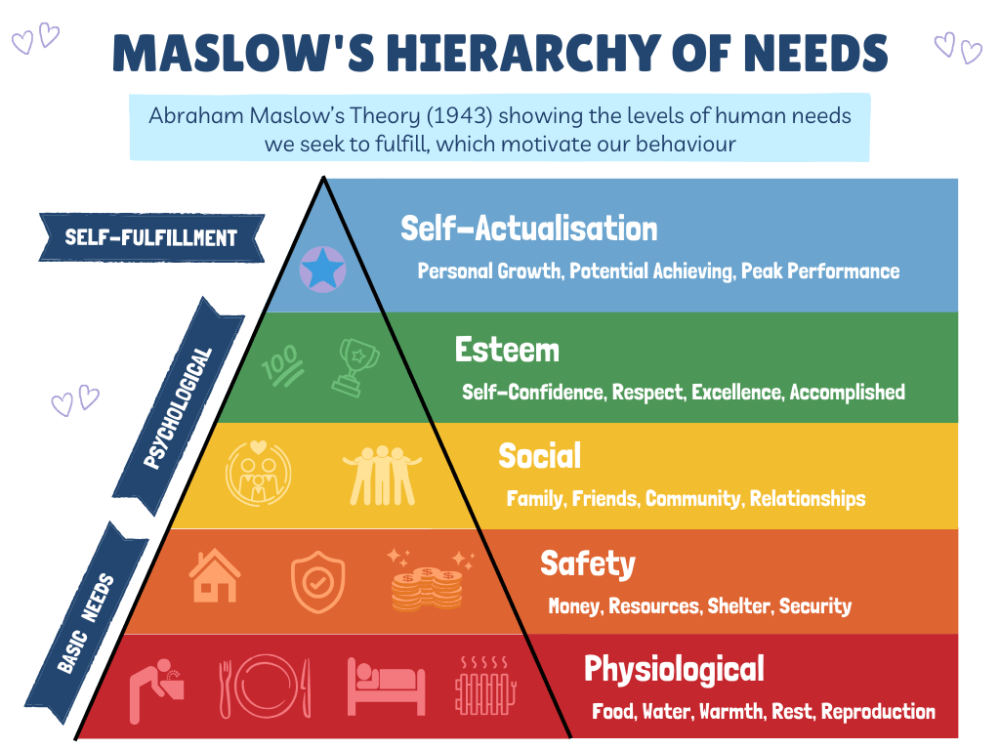 MASLOW'S HIERARCHY OF NEEDS
Abraham Maslow's Theory (1943) showing the levels of human needs
we seek to fulfill, which motivate our behaviour
SELF-FULFILLMENT
Self-Actualisation
Personal Growth, Potential Achieving, Peak Performance
PSYCHOLOGICAL
100
Esteem
Self-Confidence, Respect, Excellence, Accomplished
Social
Family, Friends, Community, Relationships
BASIC NEEDS
$ $ $
Safety
Money, Resources, Shelter, Security
Physiological
Food, Water, Warmth, Rest, Reproduction